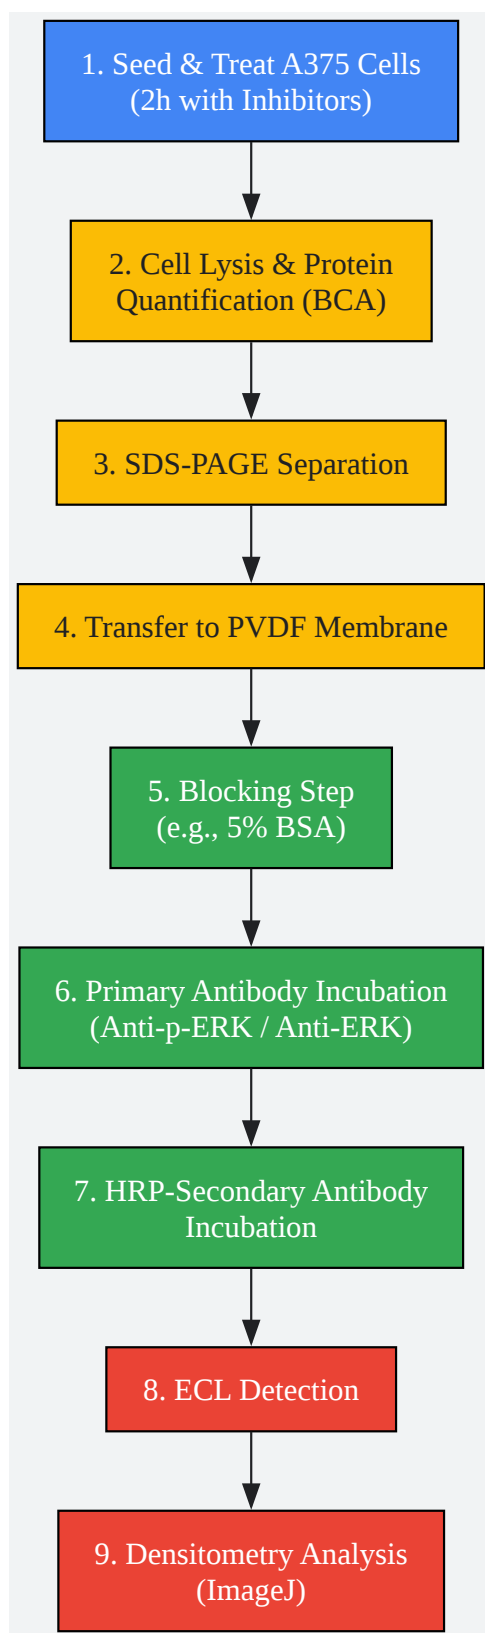 1. Seed & Treat A375 Cells
(2h with Inhibitors)
2. Cell Lysis & Protein
Quantification (BCA)
3. SDS-PAGE Separation
4. Transfer to PVDF Membrane
5. Blocking Step
(e.g., 5% BSA)
6. Primary Antibody Incubation
(Anti-p-ERK / Anti-ERK)
7. HRP-Secondary Antibody
Incubation
8. ECL Detection
9. Densitometry Analysis
(ImageJ)